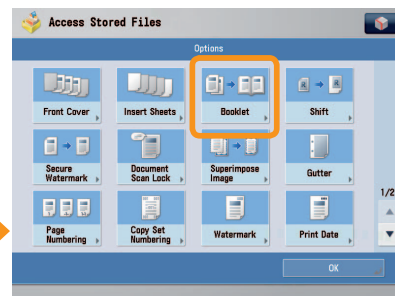 Access Stored Files
Options
Front Cover
Insert Sheets
Booklet
Shift
Secure
Watermark
Document
Scan Lock
Superimpose
Image
Gutter
1/2
Page
Numbering
Copy Set
Numbering
Watermark
Print Date
OK